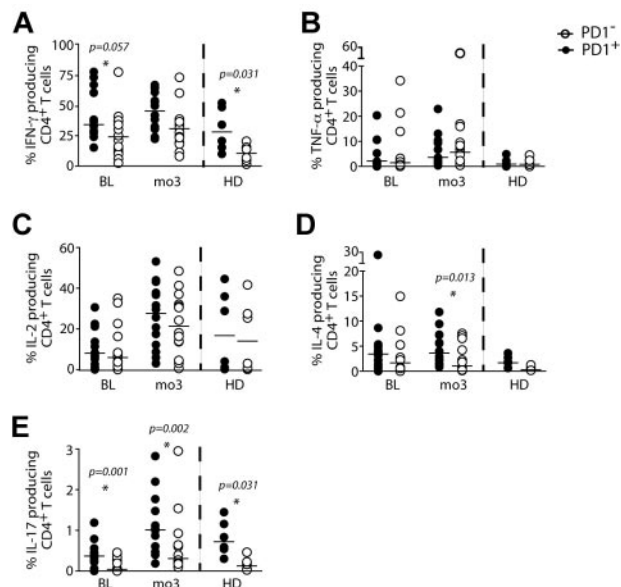 A
% IFN-γ producing
CD4+ T cells
100
75
50
25
0
p=0.057
*
p=0.031
*
BL
mo3
HD
B
% TNF-α producing
CD4+ T cells
60
40
30
20
10
0
BL
mo3
HD
PD1-
PD1+
C
% IL-2 producing
CD4+ T cells
60
40
20
0
BL
mo3
HD
D
% IL-4 producing
CD4+ T cells
30
20
15
10
5
0
p=0.013
*
BL
mo3
HD
E
% IL-17 producing
CD4+ T cells
3
2
1
0
p=0.001
*
p=0.002
*
p=0.031
*
BL
mo3
HD